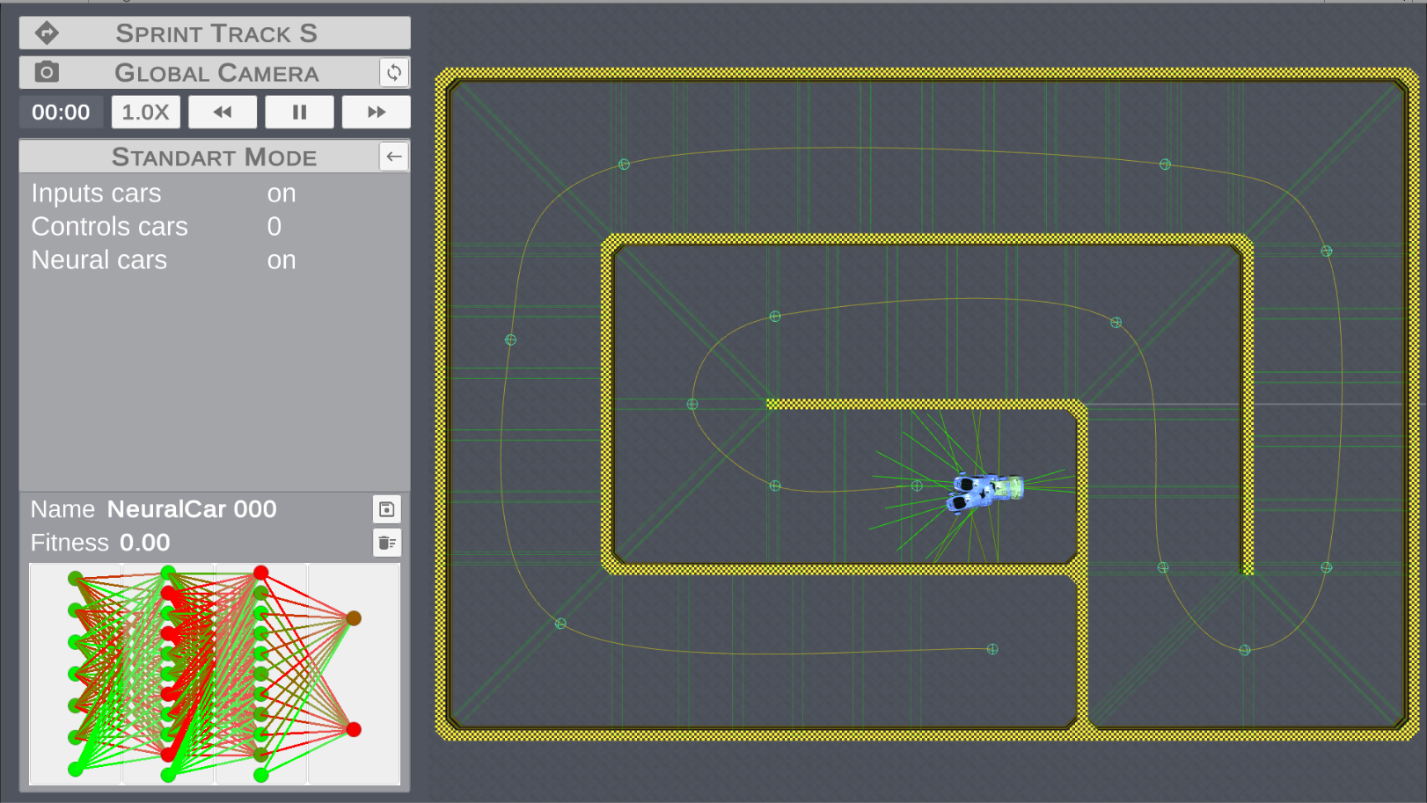 SPRINT TRACK S
GLOBAL CAMERA
00:00 1.0X
STANDART MODE
Inputs cars on
Controls cars 0
Neural cars on
Name NeuralCar 000
Fitness 0.00